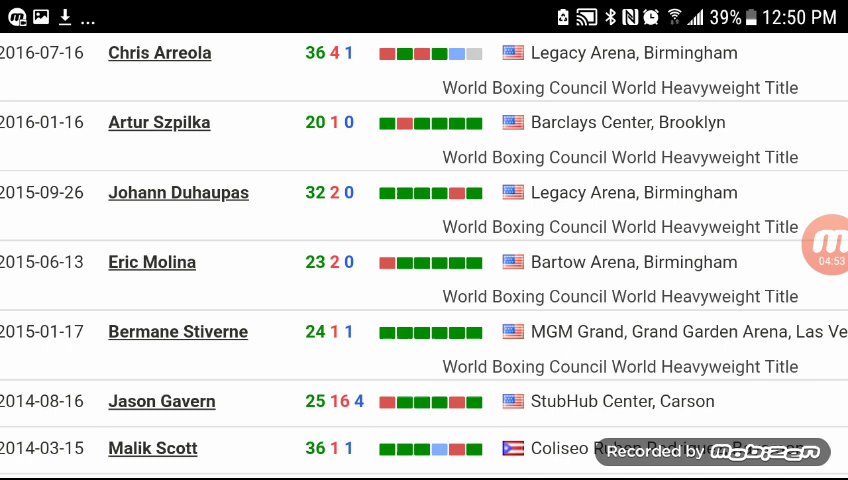 ... 39% 12:50 PM
2016-07-16 Chris Arreola 36 4 1 Legacy Arena, Birmingham
World Boxing Council World Heavyweight Title
2016-01-16 Artur Szpilka 20 1 0 Barclays Center, Brooklyn
World Boxing Council World Heavyweight Title
2015-09-26 Johann Duhaupas 32 2 0 Legacy Arena, Birmingham
World Boxing Council World Heavyweight Title
04:53
2015-06-13 Eric Molina 23 2 0 Bartow Arena, Birmingham
World Boxing Council World Heavyweight Title
2015-01-17 Bermane Stiverne 24 1 1 MGM Grand, Grand Garden Arena, Las Ve
World Boxing Council World Heavyweight Title
2014-08-16 Jason Gavern 25 16 4 StubHub Center, Carson
2014-03-15 Malik Scott 36 1 1 Coliseo
Recorded by mobizen